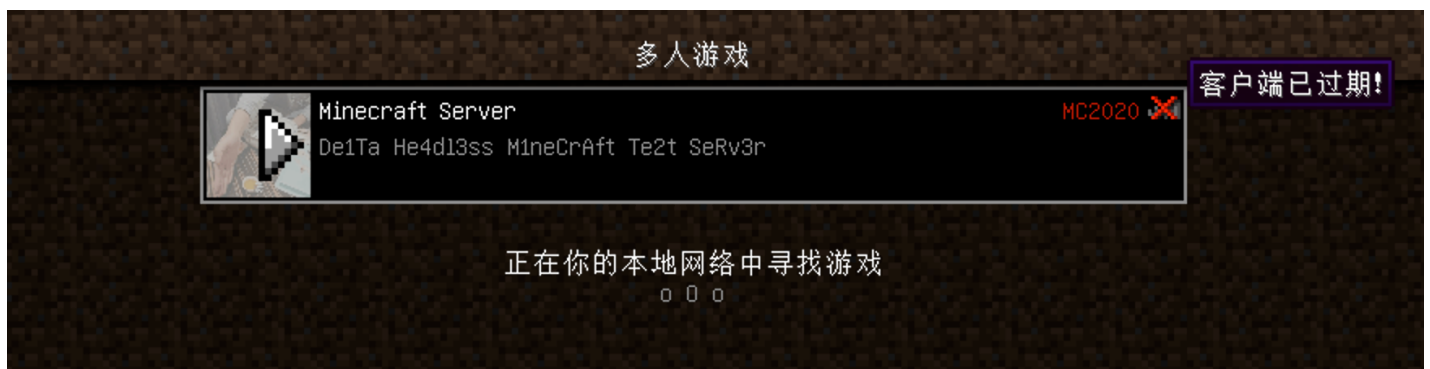 多人游戏
客户端已过期!
Minecraft Server
MC2020
De1Ta He4dl3ss M1neCrAft Te2t SeRv3r
正在你的本地网络中寻找游戏
o O o